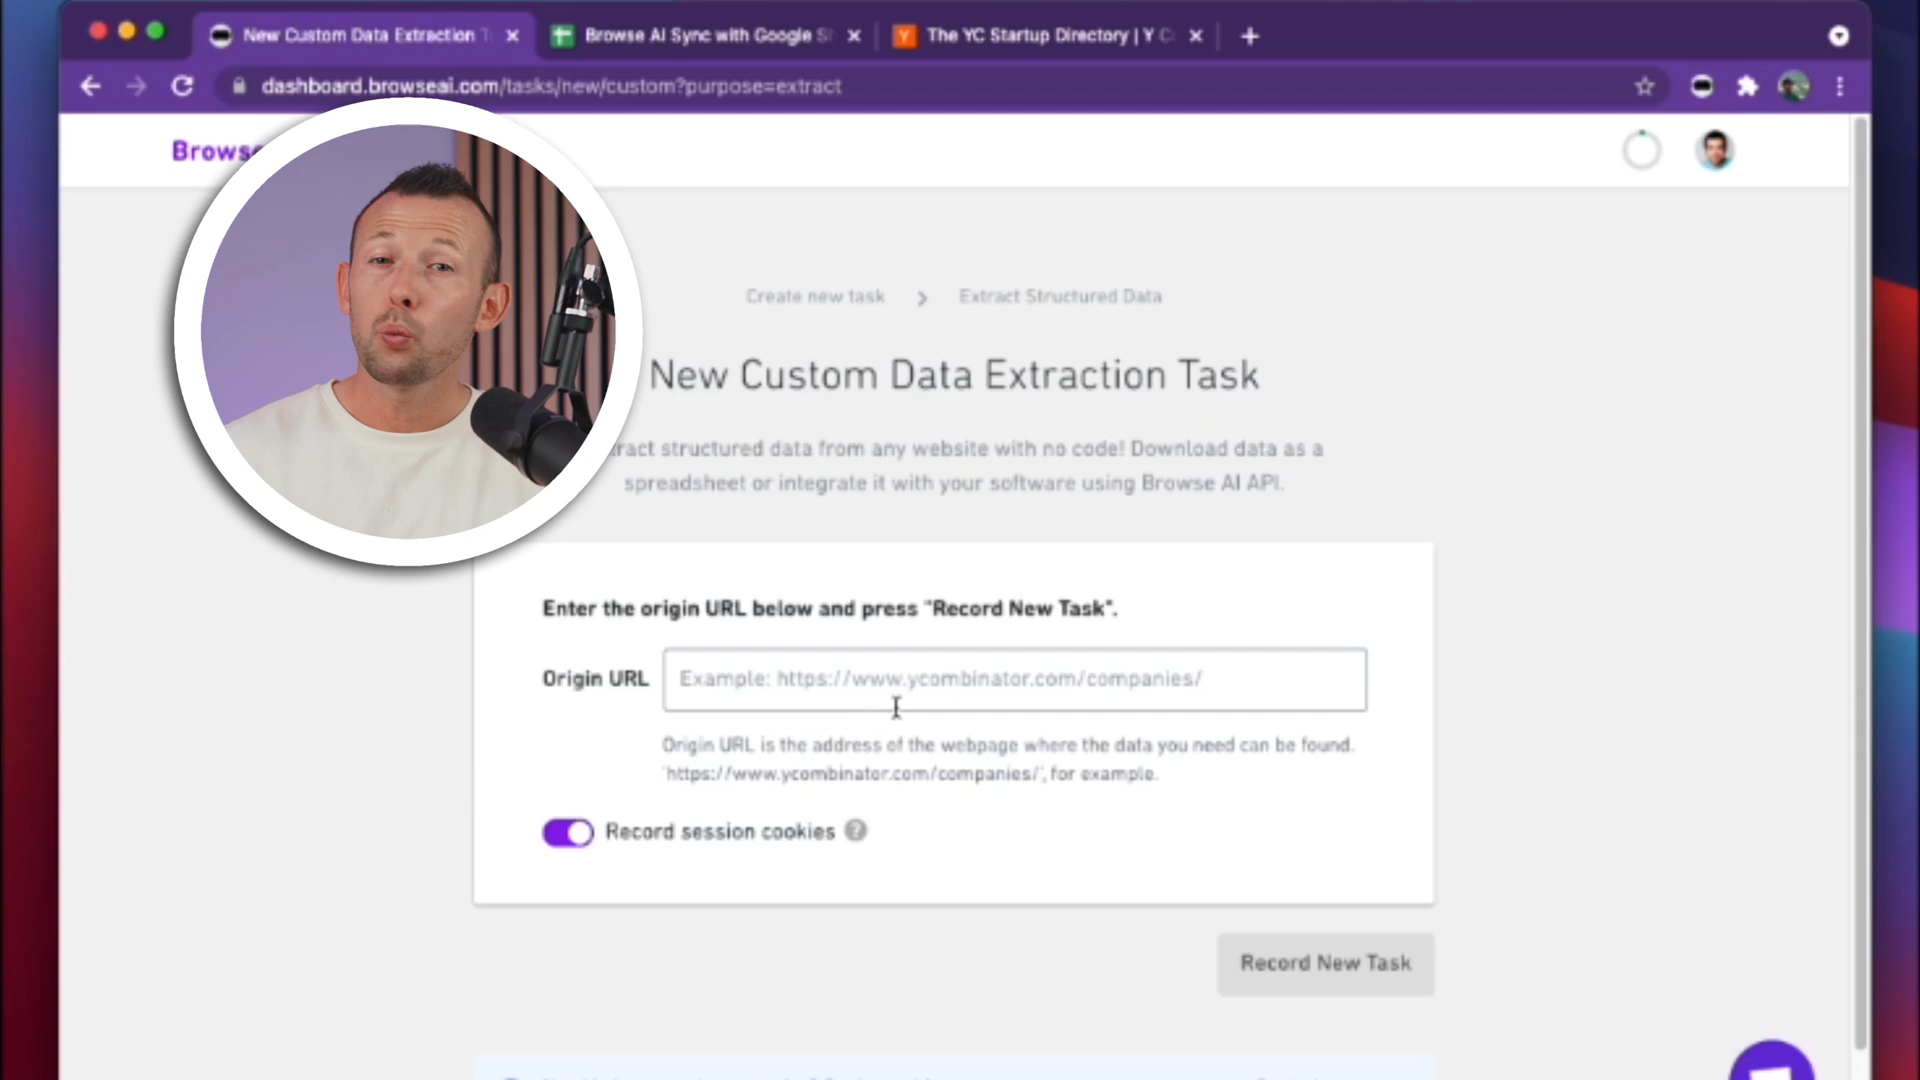 New Custom Data Extraction
Browse AI Sync with Google
The YC Startup Directory | Y
dashboard.browseai.com/tasks/new/custom?purpose=extract
Create new task
Extract Structured Data
New Custom Data Extraction Task
structured data from any website with no code! Download data as a
spreadsheet or integrate it with your software using Browse AI API.
Enter the origin URL below and press "Record New Task".
Origin URL
Example: https://www.ycombinator.com/companies/
Origin URL is the address of the webpage where the data you need can be found.
'https://www.ycombinator.com/companies/', for example.
Record session cookies
Record New Task